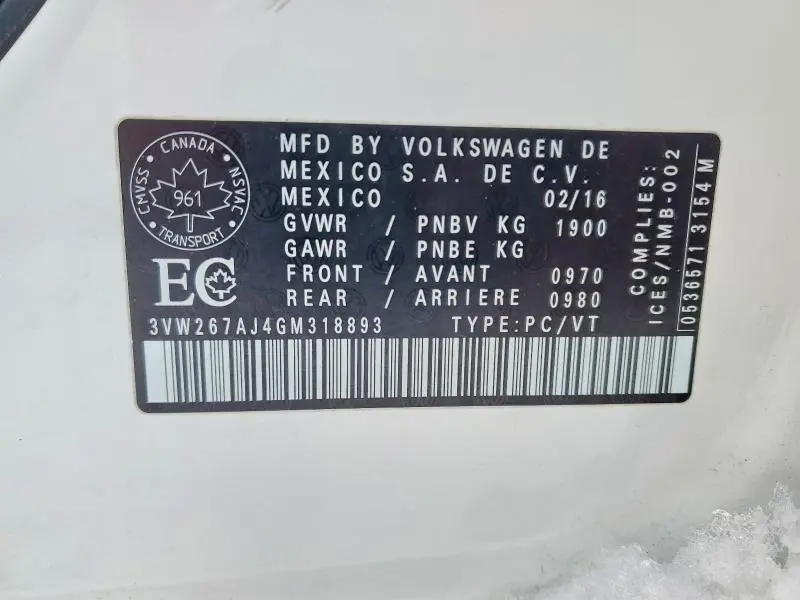 CANADA
CMVSS
NSVAC
961
TRANSPORT
EC
MFD BY VOLKSWAGEN DE
MEXICO S.A. DE C.V.
MEXICO 02/16
GVWR / PNBV KG 1900
GAWR / PNBE KG
FRONT / AVANT 0970
REAR / ARRIERE 0980
3VW267AJ4GM318893 TYPE:PC/VT
COMPLIES:
ICES/NMB-002
0536571 3154 M